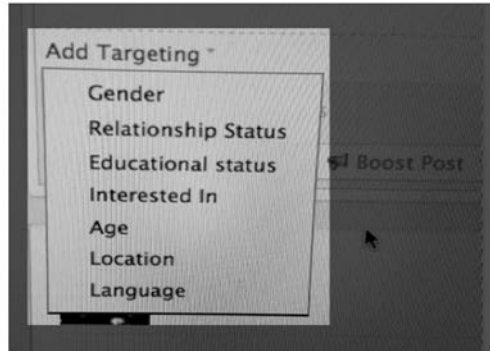 Add Targeting
Gender
Relationship Status
Educational status
Boost Post
Interested In
Age
Location
Language